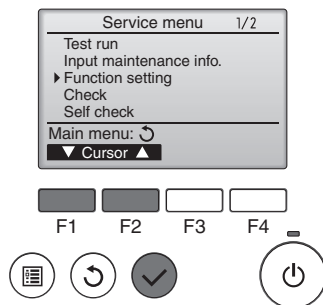 Service menu 1/2
Test run
Input maintenance info.
Function setting
Check
Self check
Main menu:
Cursor
F1 F2 F3 F4